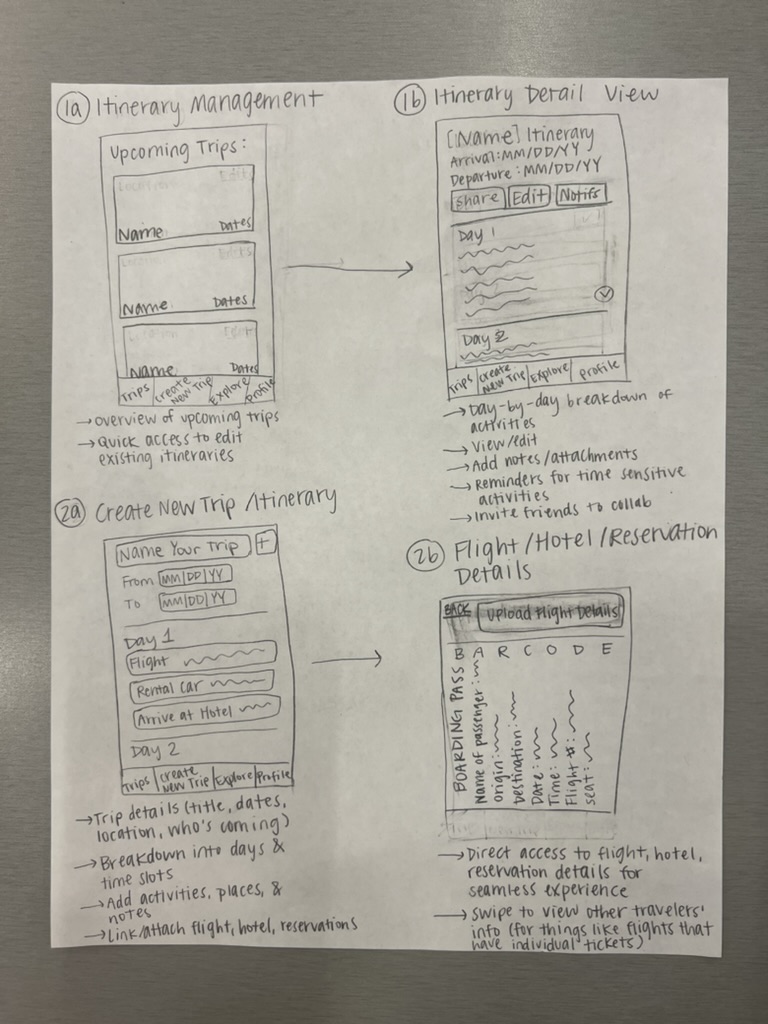 1a Itinerary Management
Upcoming Trips:
Location Edit
Name Dates
Location Edits
Name Dates
Location Edit
Name Dates
Trips Create New Trip Explore Profile
→ overview of upcoming trips
→ Quick access to edit
existing itineraries
1b Itinerary Detail View
[Name] Itinerary
Arrival: MM/DD/YY
Departure: MM/DD/YY
share Edit Notifs
Day 1
Day 2
Trips Create New Trip Explore Profile
→ Day-by-day breakdown of
activities
→ View/edit
→ Add notes/attachments
→ Reminders for time sensitive
activities
→ Invite friends to collab
2a Create New Trip /Itinerary
Name Your Trip +
From MM/DD/YY
To MM/DD/YY
Day 1
Flight
Rental Car
Arrive at Hotel
Day 2
Trips Create New Trip Explore Profile
→ Trip details (title, dates,
location, who's coming)
→ Breakdown into days &
time slots
→ Add activities, places, &
notes
→ Link/attach flight, hotel, reservations
2b Flight/Hotel/Reservation
Details
BACK Upload Flight Details
B A R C O D E
BOARDING PASS
Name of passenger:
Origin:
Destination:
Date:
Time:
Flight #:
seat:
→ Direct access to flight, hotel,
reservation details for
seamless experience
→ Swipe to view other travelers'
info (for things like flights that
have individual tickets)